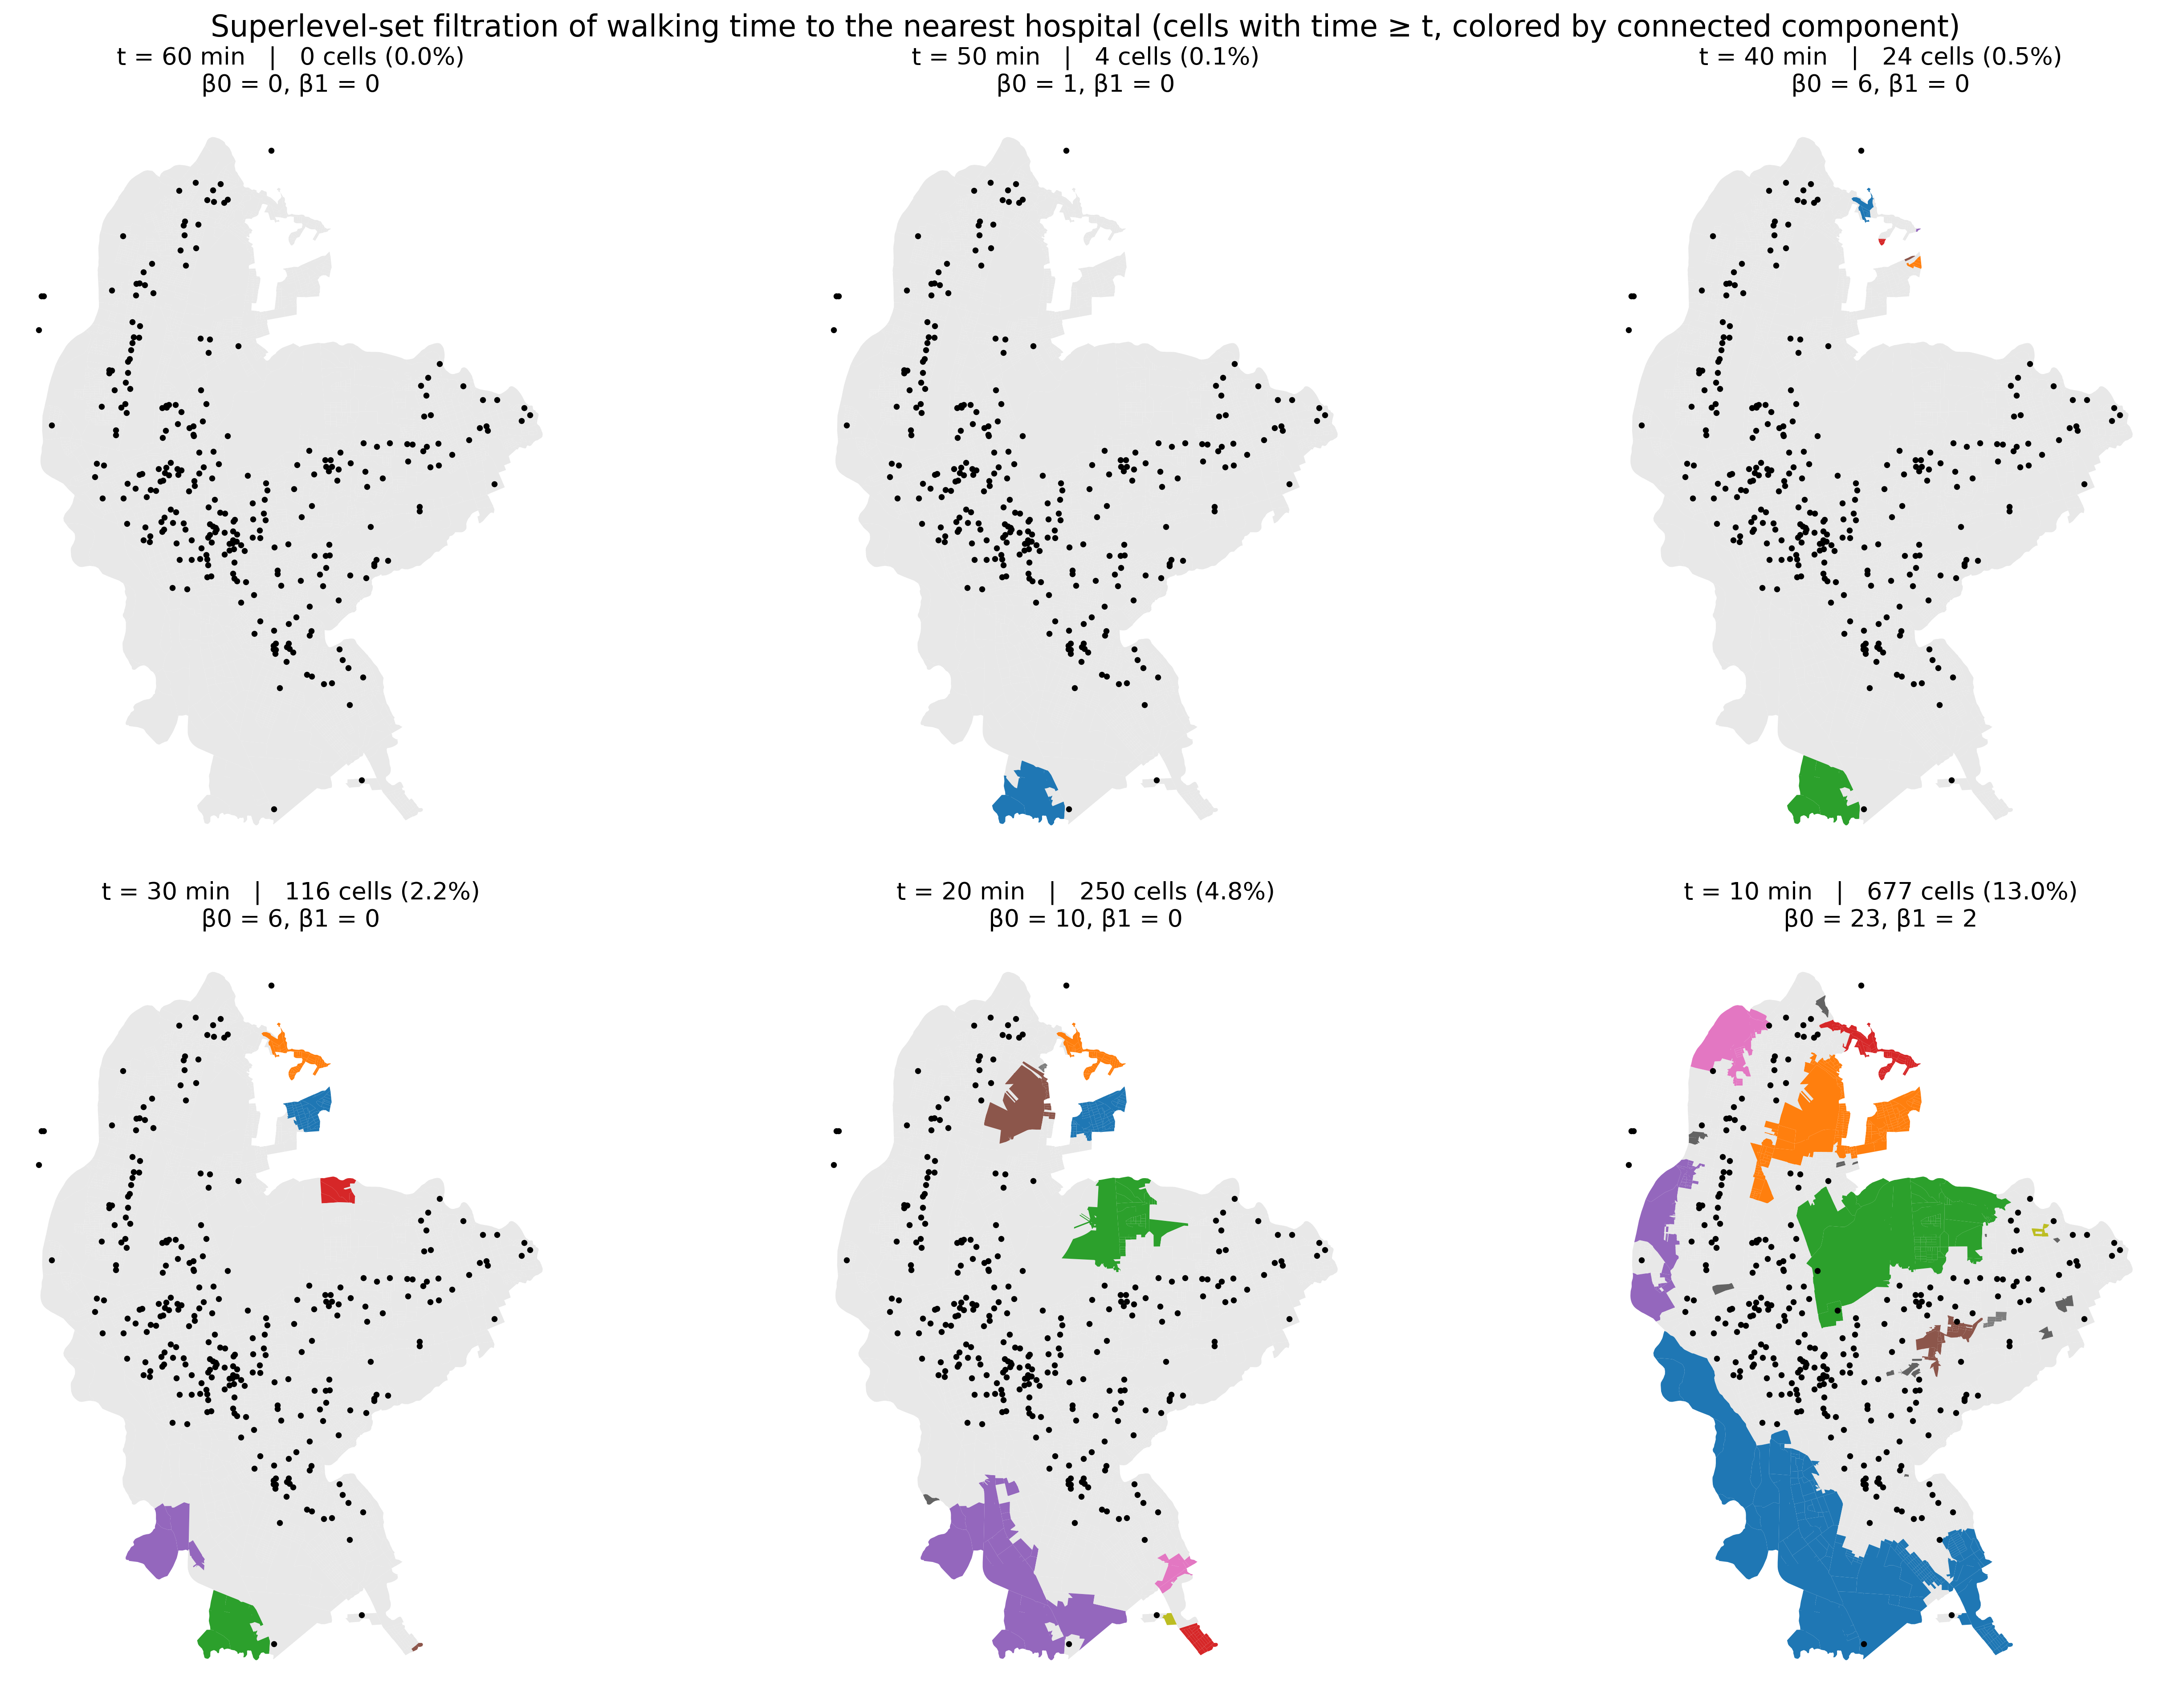 Superlevel-set filtration of walking time to the nearest hospital (cells with time ≥ t, colored by connected component)
t = 60 min | 0 cells (0.0%)
β0 = 0, β1 = 0
t = 50 min | 4 cells (0.1%)
β0 = 1, β1 = 0
t = 40 min | 24 cells (0.5%)
β0 = 6, β1 = 0
t = 30 min | 116 cells (2.2%)
β0 = 6, β1 = 0
t = 20 min | 250 cells (4.8%)
β0 = 10, β1 = 0
t = 10 min | 677 cells (13.0%)
β0 = 23, β1 = 2